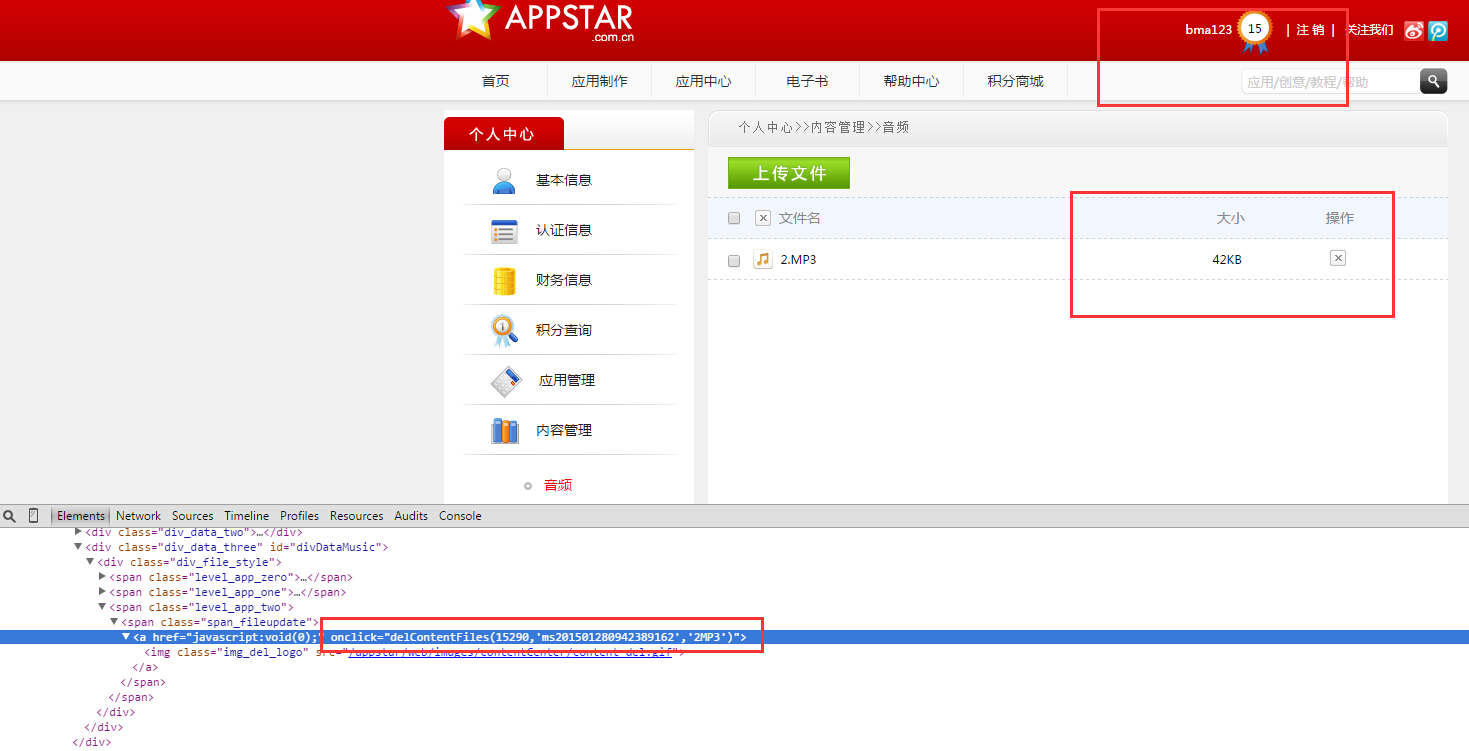 APPSTAR
.com.cn
bma123 15 | 注 销 | 关注我们
首页 应用制作 应用中心 电子书 帮助中心 积分商城
应用/创意/教程/帮助
个人中心
基本信息
认证信息
财务信息
积分查询
应用管理
内容管理
音频
个人中心>>内容管理>>音频
上传文件
文件名 大小 操作
2.MP3 42KB
Elements Network Sources Timeline Profiles Resources Audits Console
<div class="div_data_two">…</div>
<div class="div_data_three" id="divDataMusic">
<div class="div_file_style">
<span class="level_app_zero">…</span>
<span class="level_app_one">…</span>
<span class="level_app_two">
<span class="span_fileupdate">
<a href="javascript:void(0);" onclick="delContentFiles(15290,'ms201501280942389162','2MP3')">
<img class="img_del_logo" src="/appstar/web/images/contentCenter/content-del.gif">
</a>
</span>
</span>
</div>
</div>
</div>